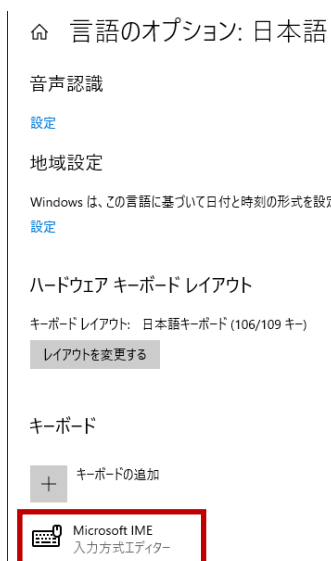 言語のオプション: 日本語
音声認識
設定
地域設定
Windows は、この言語に基づいて日付と時刻の形式を設定
設定
ハードウェア キーボード レイアウト
キーボード レイアウト: 日本語キーボード (106/109 キー)
レイアウトを変更する
キーボード
キーボードの追加
Microsoft IME
入力方式エディター